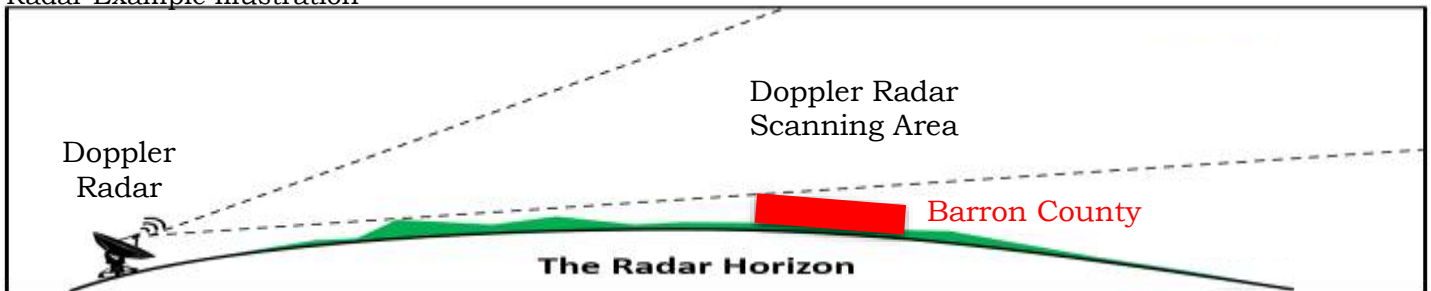 Radar Example Illustration
Doppler Radar
Scanning Area
Doppler
Radar
Barron County
The Radar Horizon